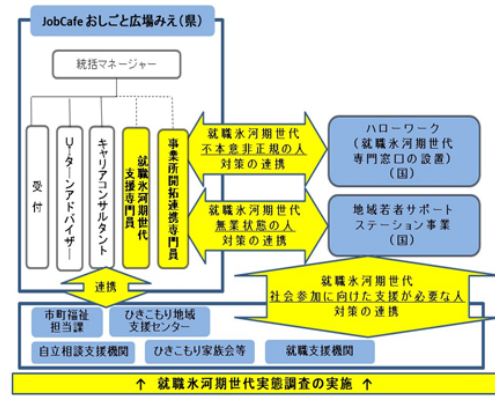 JobCafe おしごと広場みえ(県)
統括マネージャー
受付
Uターンアドバイザー
キャリアコンサルタント
就職氷河期世代
支援専門員
事業所開拓連携専門員
就職氷河期世代
不本意非正規の人
対策の連携
ハローワーク
(就職氷河期世代
専門窓口の設置)
(国)
就職氷河期世代
無業状態の人
対策の連携
地域若者サポート
ステーション事業
(国)
連携
就職氷河期世代
社会参加に向けた支援が必要な人
対策の連携
市町福祉
担当課
ひきこもり地域
支援センター
自立相談支援機関
ひきこもり家族会等
就職支援機関
↑ 就職氷河期世代実態調査の実施 ↑